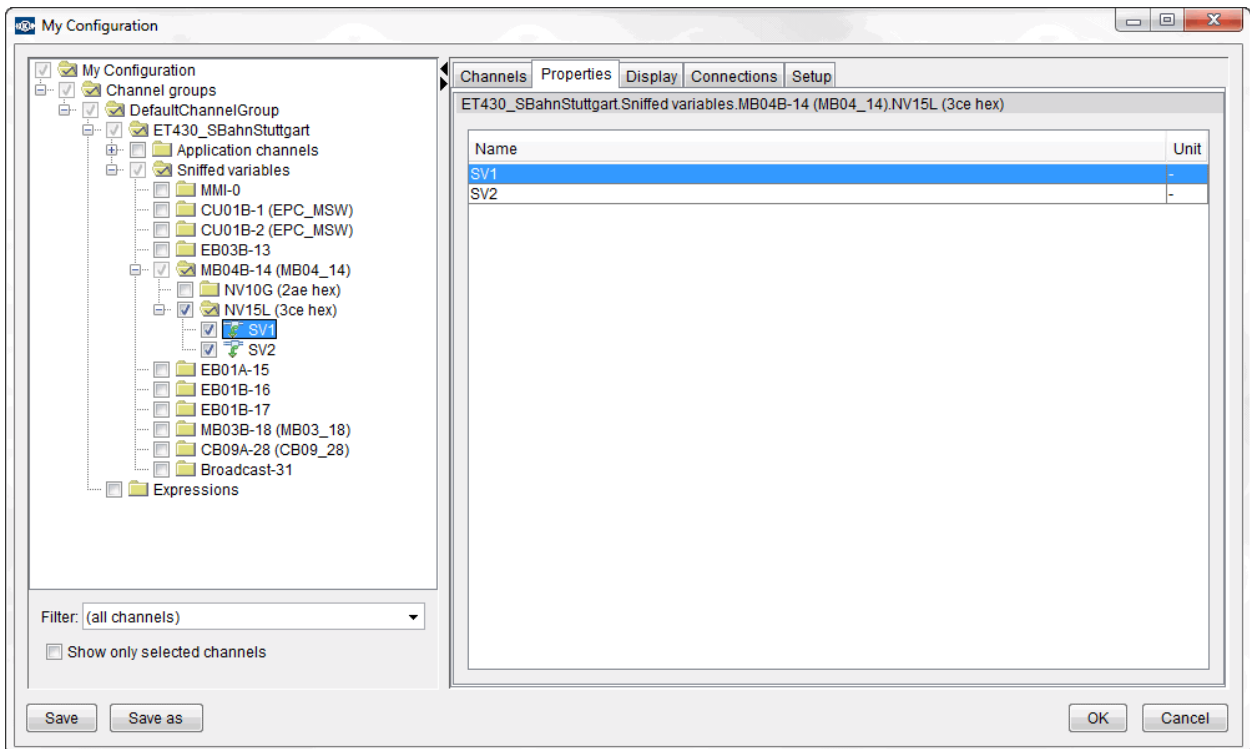 My Configuration
My Configuration
Channel groups
DefaultChannelGroup
ET430_SBahnStuttgart
Application channels
Sniffed variables
MMI-0
CU01B-1 (EPC_MSW)
CU01B-2 (EPC_MSW)
EB03B-13
MB04B-14 (MB04_14)
NV10G (2ae hex)
NV15L (3ce hex)
SV1
SV2
EB01A-15
EB01B-16
EB01B-17
MB03B-18 (MB03_18)
CB09A-28 (CB09_28)
Broadcast-31
Expressions
Filter: (all channels)
Show only selected channels
Channels Properties Display Connections Setup
ET430_SBahnStuttgart.Sniffed variables.MB04B-14 (MB04_14).NV15L (3ce hex)
Name Unit
SV1 -
SV2 -
Save Save as OK Cancel